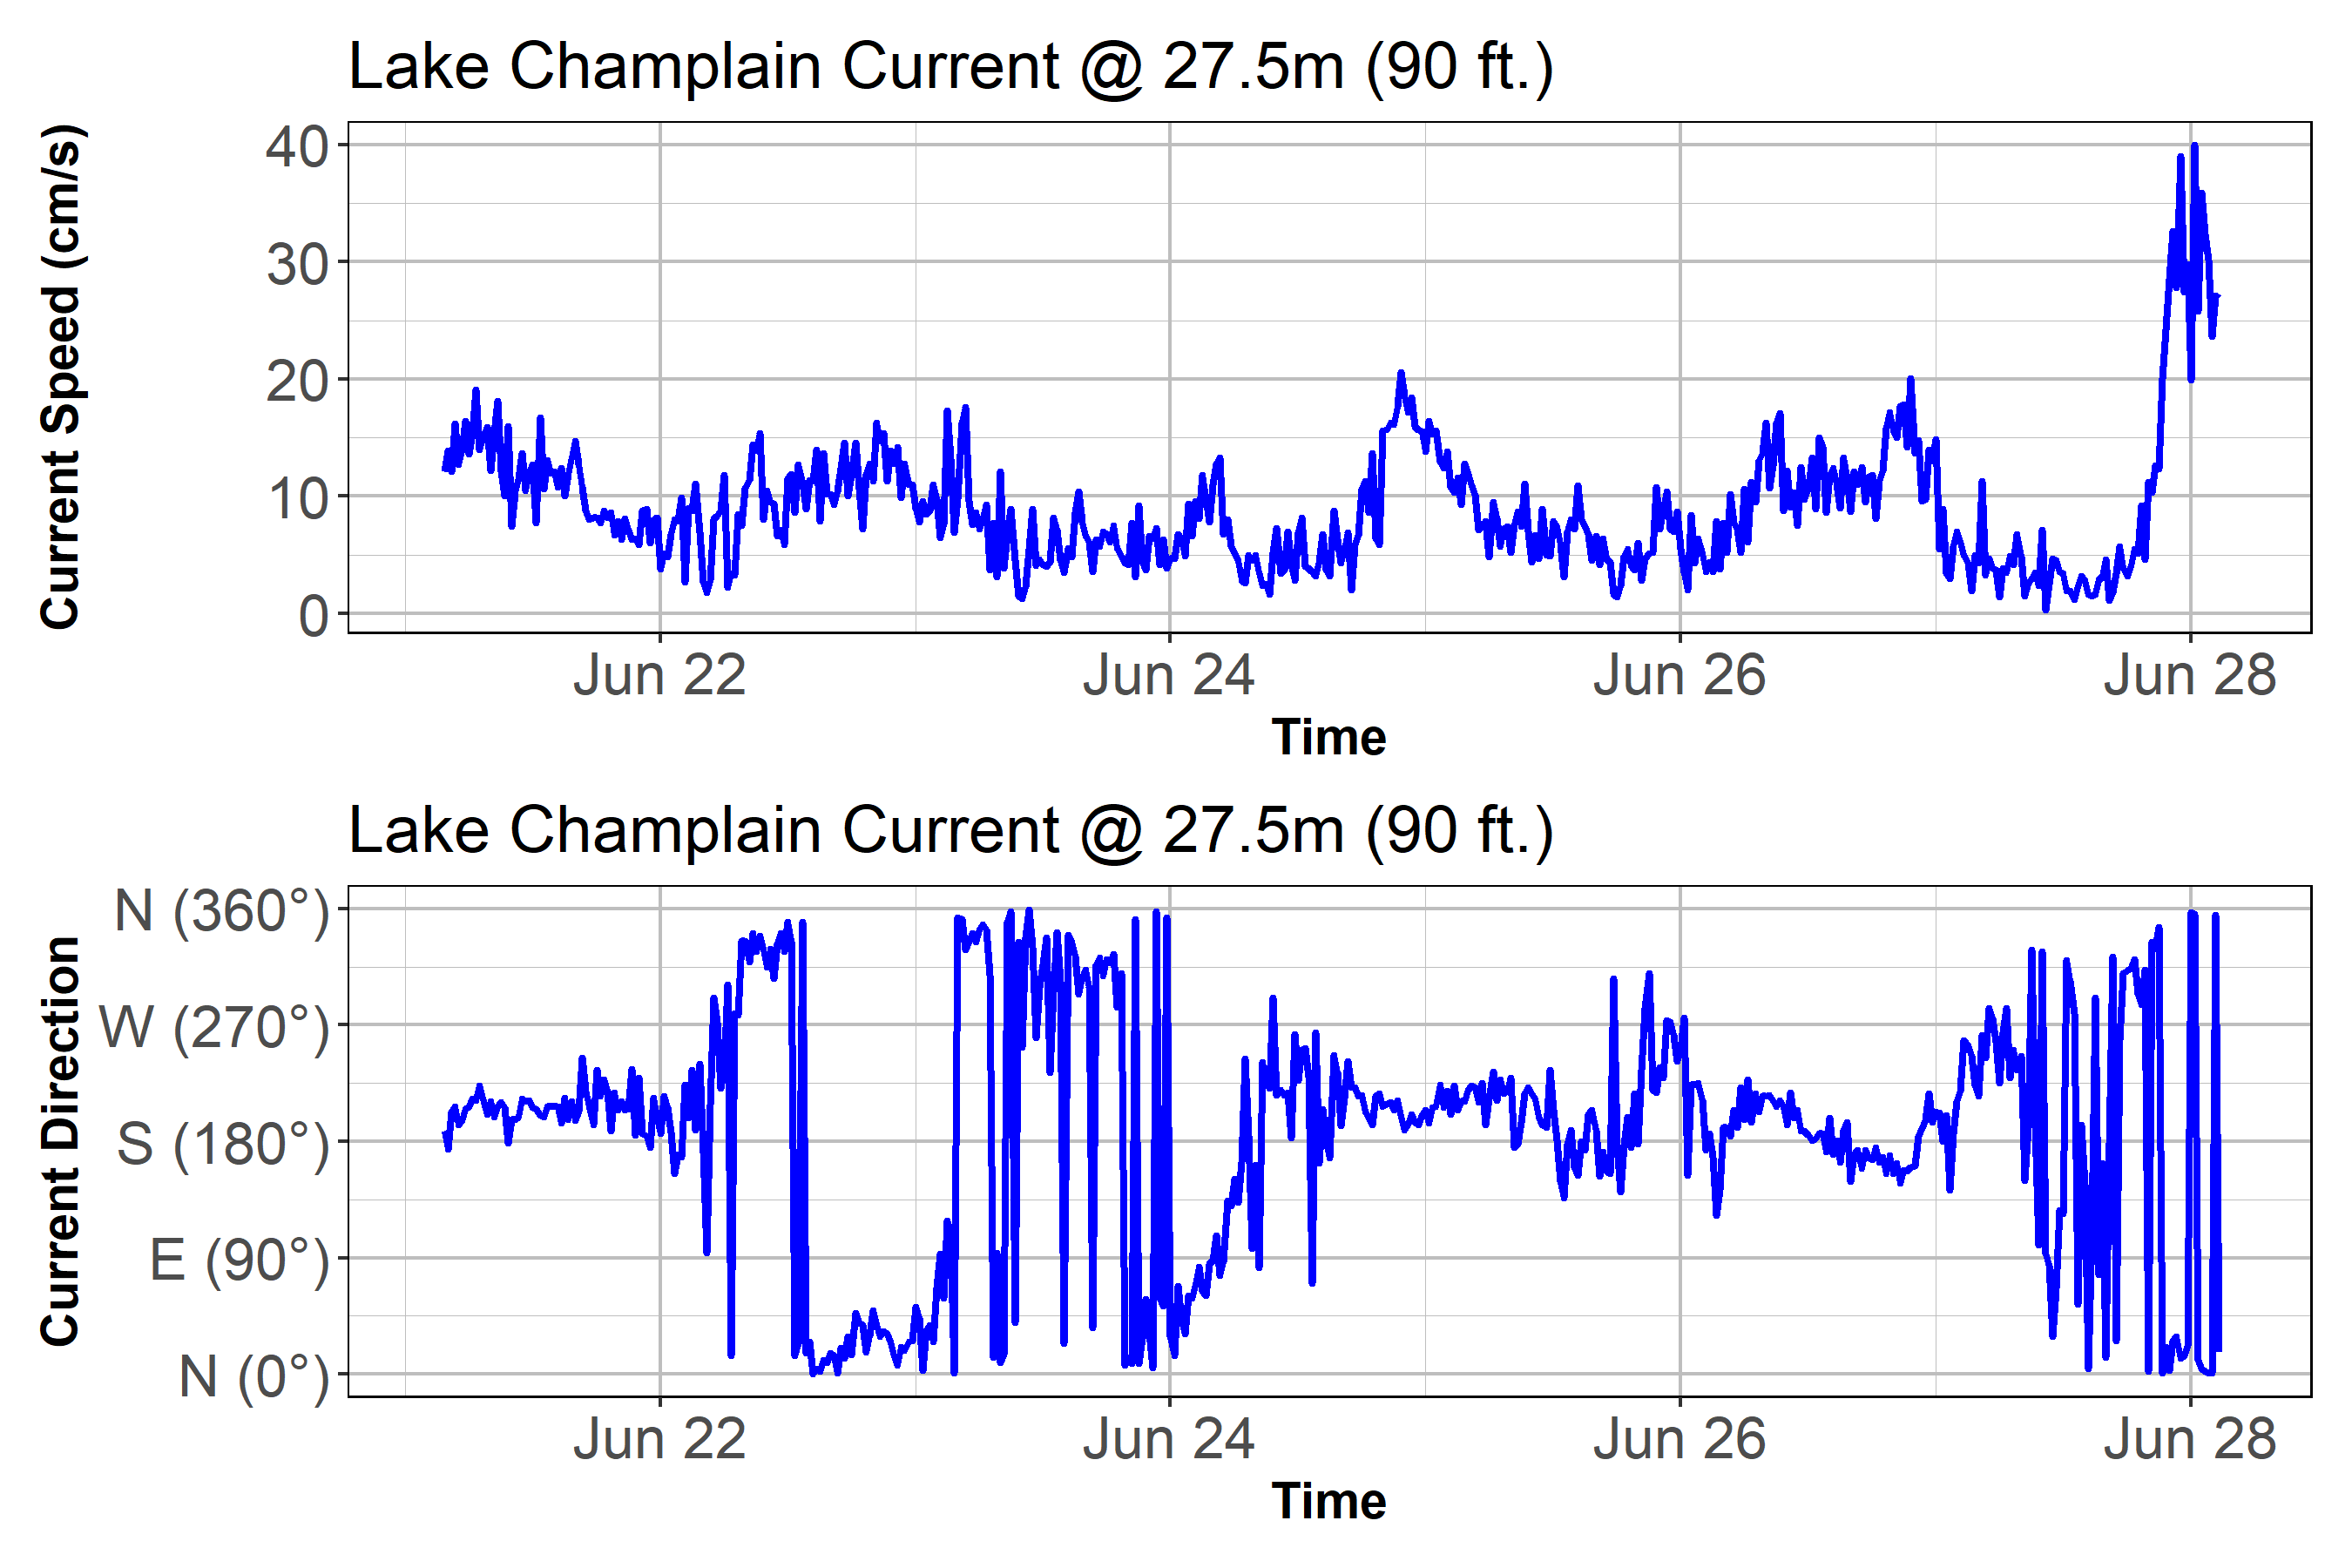 Lake Champlain Current @ 27.5m (90 ft.)
Current Speed (cm/s)
40
30
20
10
0
Jun 22 Jun 24 Jun 26 Jun 28
Time
Lake Champlain Current @ 27.5m (90 ft.)
Current Direction
N (360°)
W (270°)
S (180°)
E (90°)
N (0°)
Jun 22 Jun 24 Jun 26 Jun 28
Time